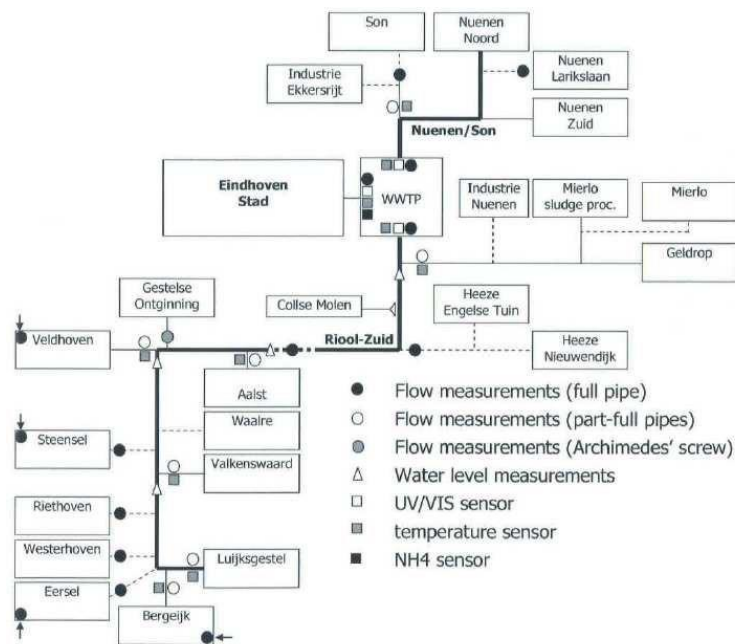 Son
Nuenen
Noord
Nuenen
Larikslaan
Industrie
Ekkersrijt
Nuenen
Zuid
Nuenen/Son
Eindhoven
Stad
WWTP
Industrie
Nuenen
Mierlo
sludge proc.
Mierlo
Geldrop
Gestelse
Ontginning
Collse Molen
Heeze
Engelse Tuin
Veldhoven
Riool-Zuid
Heeze
Nieuwendijk
Aalst
Waalre
Steensel
Valkenswaard
Riethoven
Westerhoven
Luijksgestel
Eersel
Bergeijk
Flow measurements (full pipe)
Flow measurements (part-full pipes)
Flow measurements (Archimedes' screw)
Water level measurements
UV/VIS sensor
temperature sensor
NH4 sensor